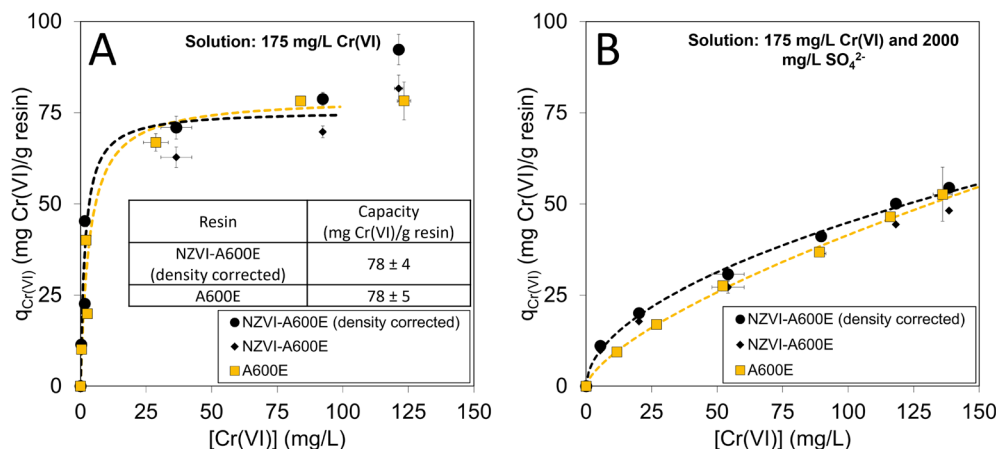 A
Solution: 175 mg/L Cr(VI)
q_Cr(VI) (mg Cr(VI)/g resin)
100
75
50
25
0
Resin Capacity
(mg Cr(VI)/g resin)
NZVI-A600E
(density corrected) 78 ± 4
A600E 78 ± 5
NZVI-A600E (density corrected)
NZVI-A600E
A600E
0 25 50 75 100 125 150
[Cr(VI)] (mg/L)
B
Solution: 175 mg/L Cr(VI) and 2000
mg/L SO₄²⁻
q_Cr(VI) (mg Cr(VI)/g resin)
100
75
50
25
0
NZVI-A600E (density corrected)
NZVI-A600E
A600E
0 25 50 75 100 125 150
[Cr(VI)] (mg/L)